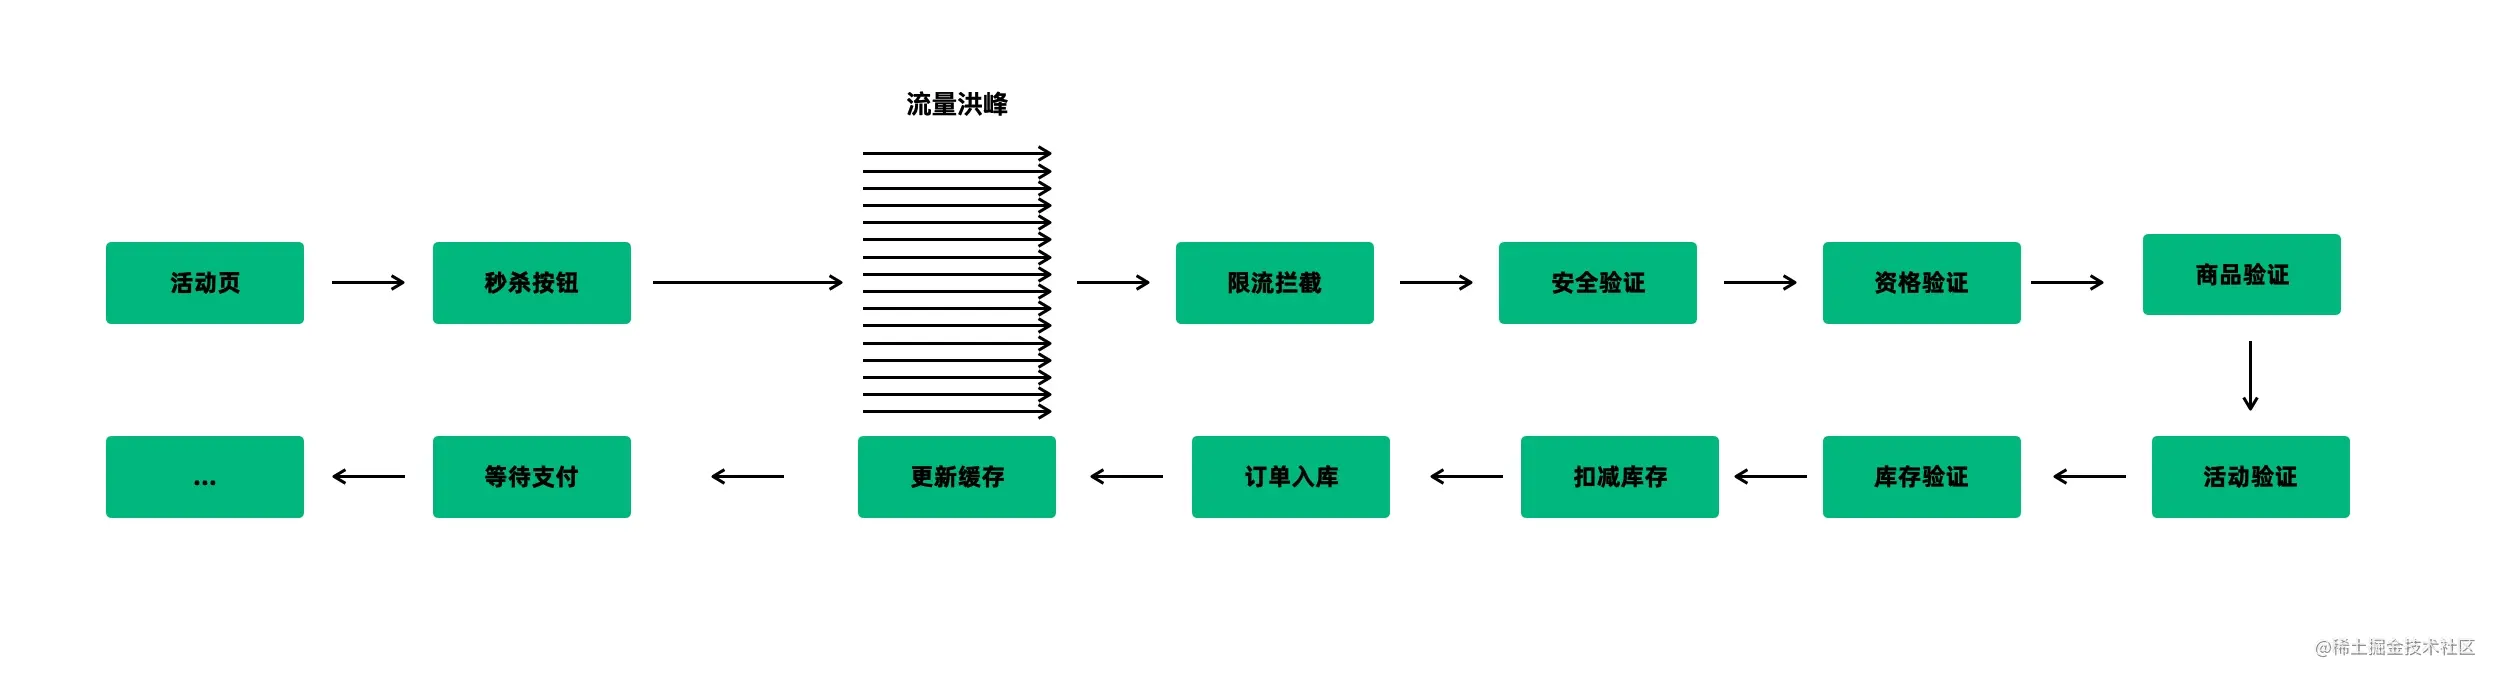 流量洪峰
活动页
秒杀按钮
限流拦截
安全验证
资格验证
商品验证
活动验证
库存验证
扣减库存
订单入库
更新缓存
等待支付
...
@稀土掘金技术社区